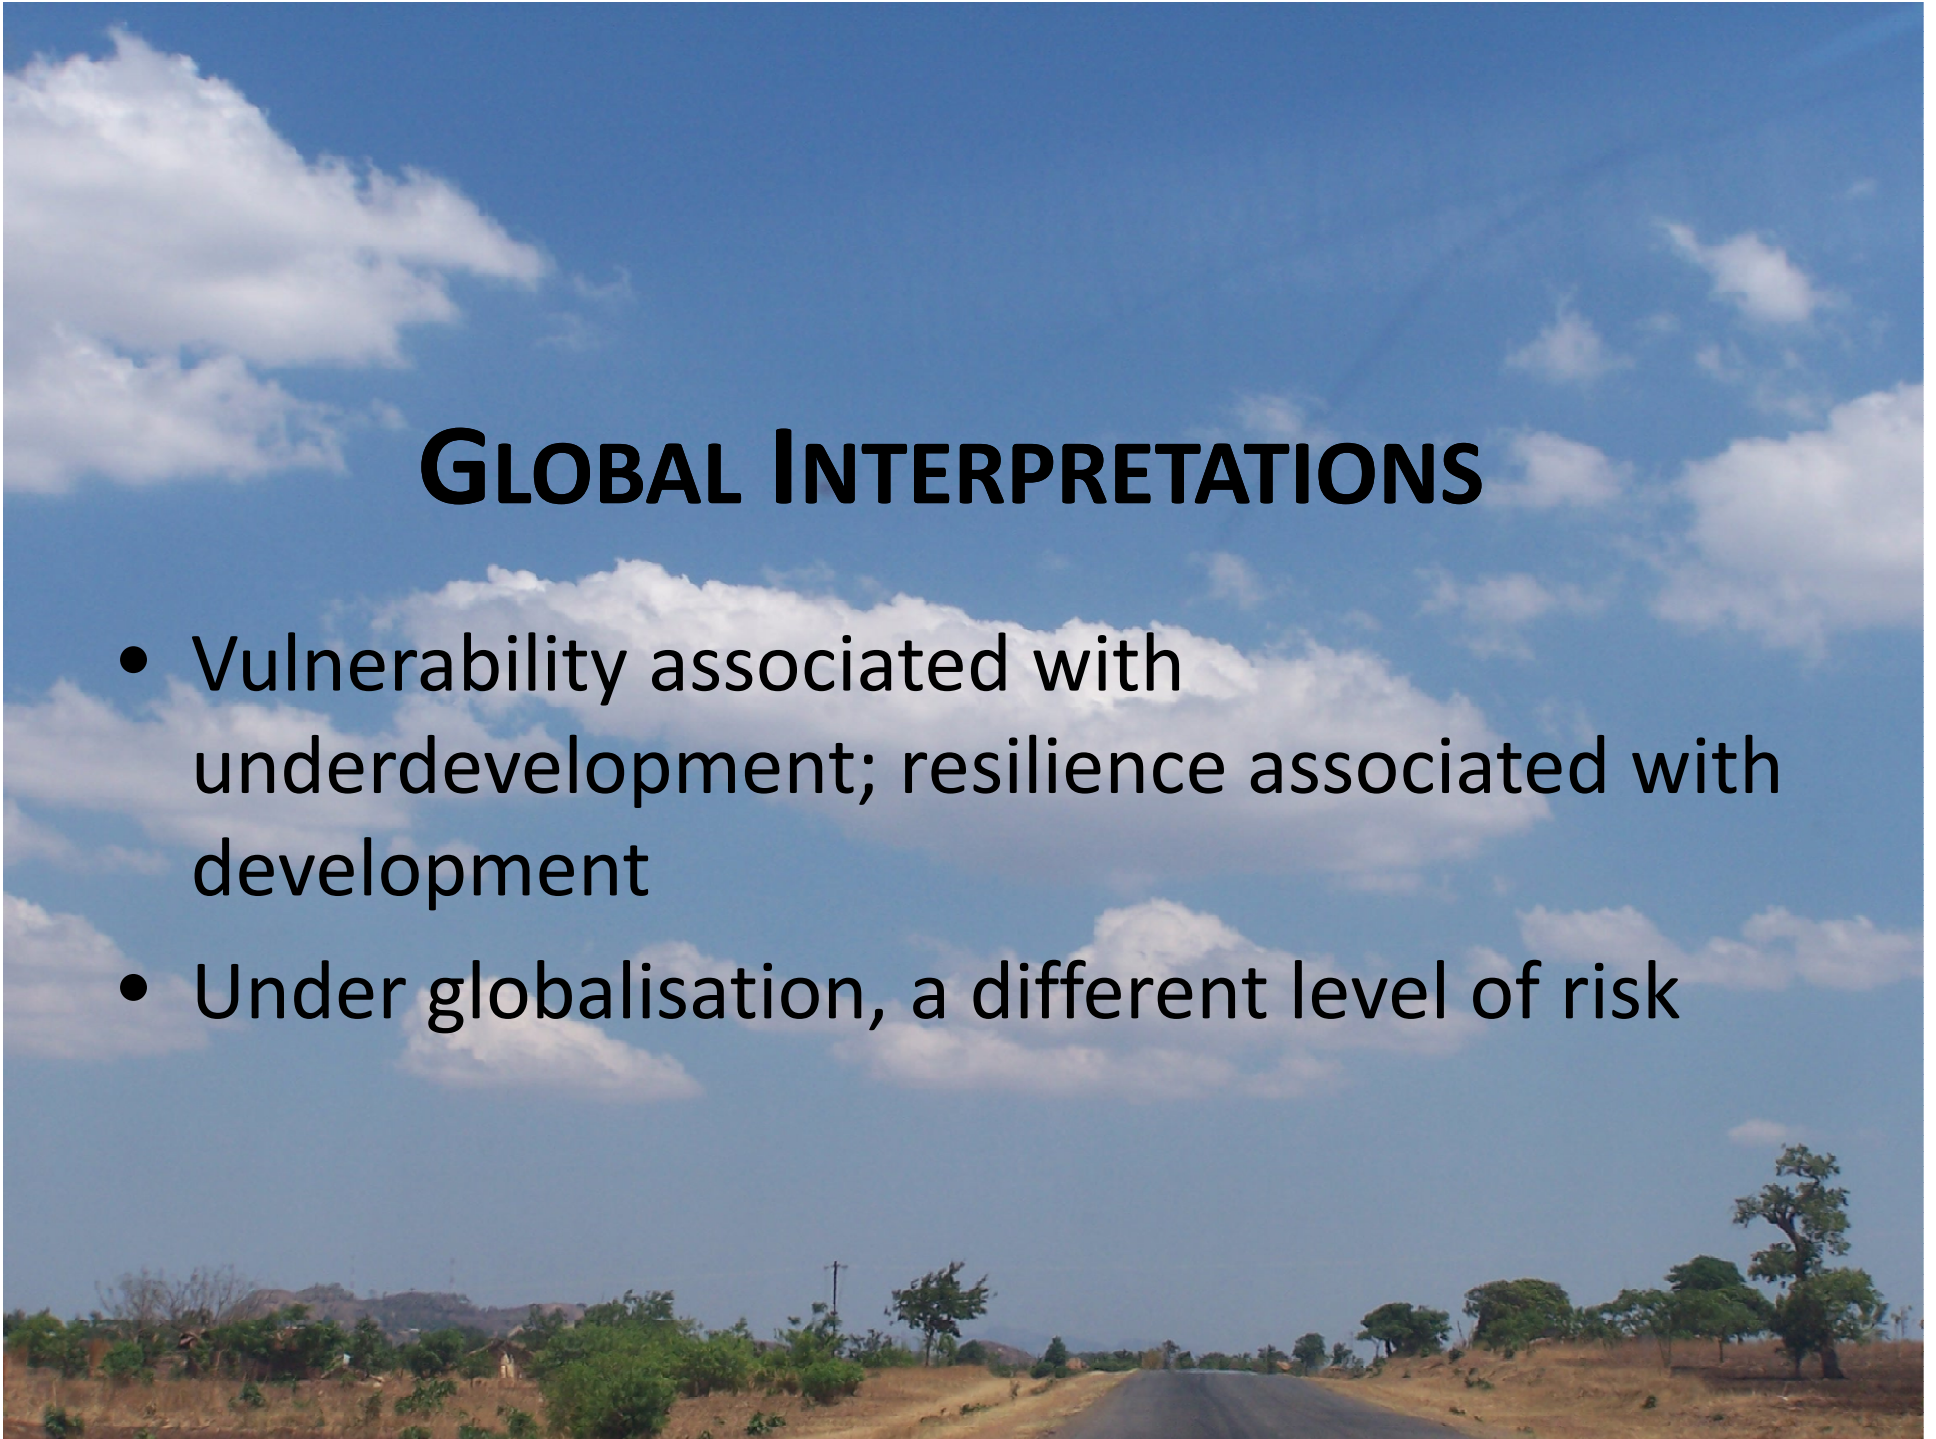 GLOBAL INTERPRETATIONS
• Vulnerability associated with
underdevelopment; resilience associated with
development
• Under globalisation, a different level of risk